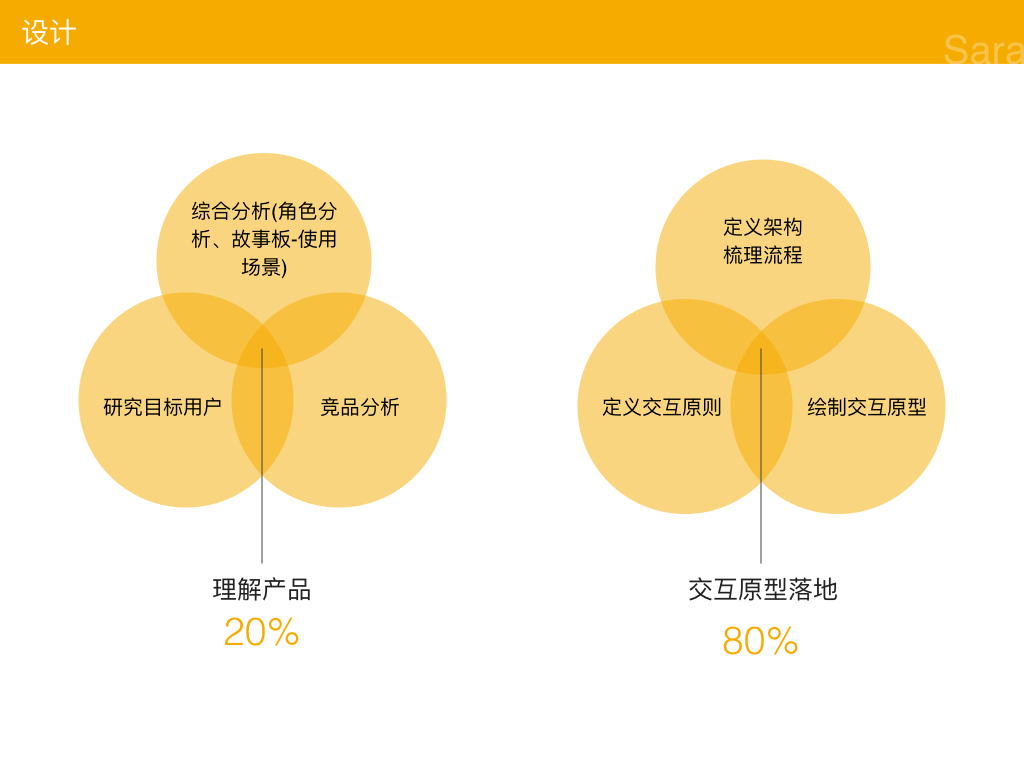 设计
Sara
综合分析(角色分
析、故事板-使用
场景)
研究目标用户
竞品分析
理解产品
20%
定义架构
梳理流程
定义交互原则
绘制交互原型
交互原型落地
80%